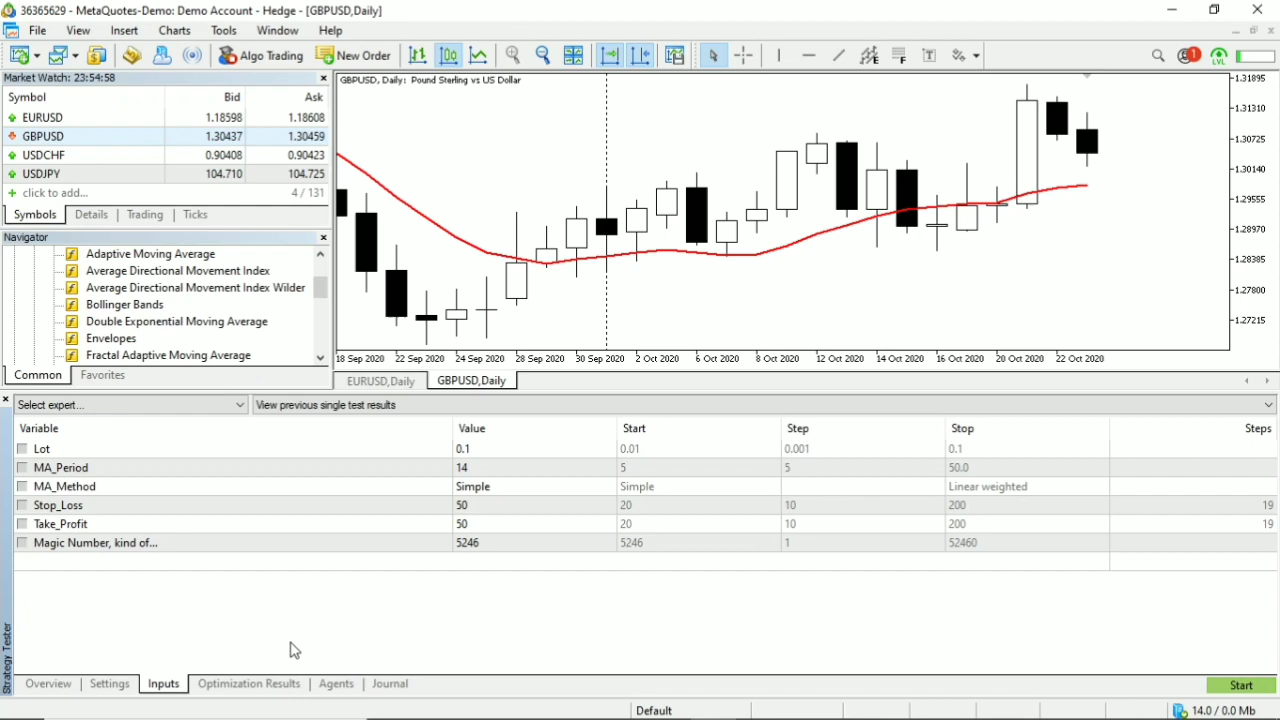 36365629 - MetaQuotes-Demo: Demo Account - Hedge - [GBPUSD,Daily]
File View Insert Charts Tools Window Help
Algo Trading New Order 1 LVL
Market Watch: 23:54:58
Symbol Bid Ask
EURUSD 1.18598 1.18608
GBPUSD 1.30437 1.30459
USDCHF 0.90408 0.90423
USDJPY 104.710 104.725
click to add... 4 / 131
Symbols Details Trading Ticks
Navigator
Adaptive Moving Average
Average Directional Movement Index
Average Directional Movement Index Wilder
Bollinger Bands
Double Exponential Moving Average
Envelopes
Fractal Adaptive Moving Average
Common Favorites
GBPUSD, Daily: Pound Sterling vs US Dollar
1.31895
1.31310
1.30725
1.30140
1.29555
1.28970
1.28385
1.27800
1.27215
18 Sep 2020 22 Sep 2020 24 Sep 2020 28 Sep 2020 30 Sep 2020 2 Oct 2020 6 Oct 2020 8 Oct 2020 12 Oct 2020 14 Oct 2020 16 Oct 2020 20 Oct 2020 22 Oct 2020
EURUSD,Daily GBPUSD,Daily
Select expert... View previous single test results
Variable Value Start Step Stop Steps
Lot 0.1 0.01 0.001 0.1
MA_Period 14 5 5 50.0
MA_Method Simple Simple Linear weighted
Stop_Loss 50 20 10 200 19
Take_Profit 50 20 10 200 19
Magic Number, kind of... 5246 5246 1 52460
Strategy Tester
Overview Settings Inputs Optimization Results Agents Journal Start
Default 14.0 / 0.0 Mb